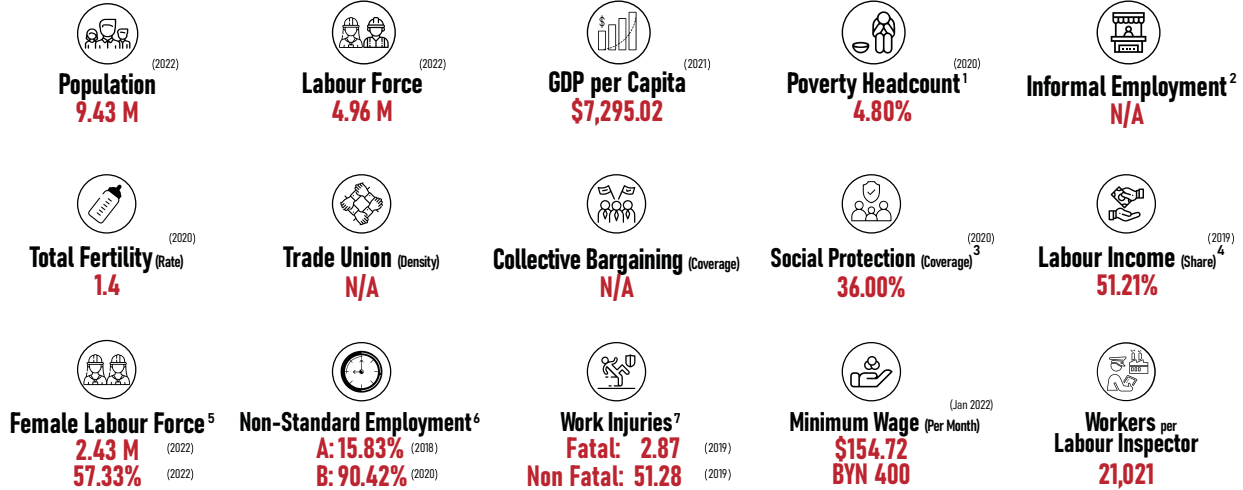 (2022)
Population
9.43 M
(2022)
Labour Force
4.96 M
$
(2021)
GDP per Capita
$7,295.02
(2020)
Poverty Headcount 1
4.80%
Informal Employment 2
N/A
(2020)
Total Fertility (Rate)
1.4
Trade Union (Density)
N/A
Collective Bargaining (Coverage)
N/A
(2020)
Social Protection (Coverage) 3
36.00%
(2019)
Labour Income (Share) 4
51.21%
Female Labour Force 5
2.43 M (2022)
57.33% (2022)
Non-Standard Employment 6
A: 15.83% (2018)
B: 90.42% (2020)
Work Injuries 7
Fatal: 2.87 (2019)
Non Fatal: 51.28 (2019)
(Jan 2022)
Minimum Wage (Per Month)
$154.72
BYN 400
Workers per
Labour Inspector
21,021